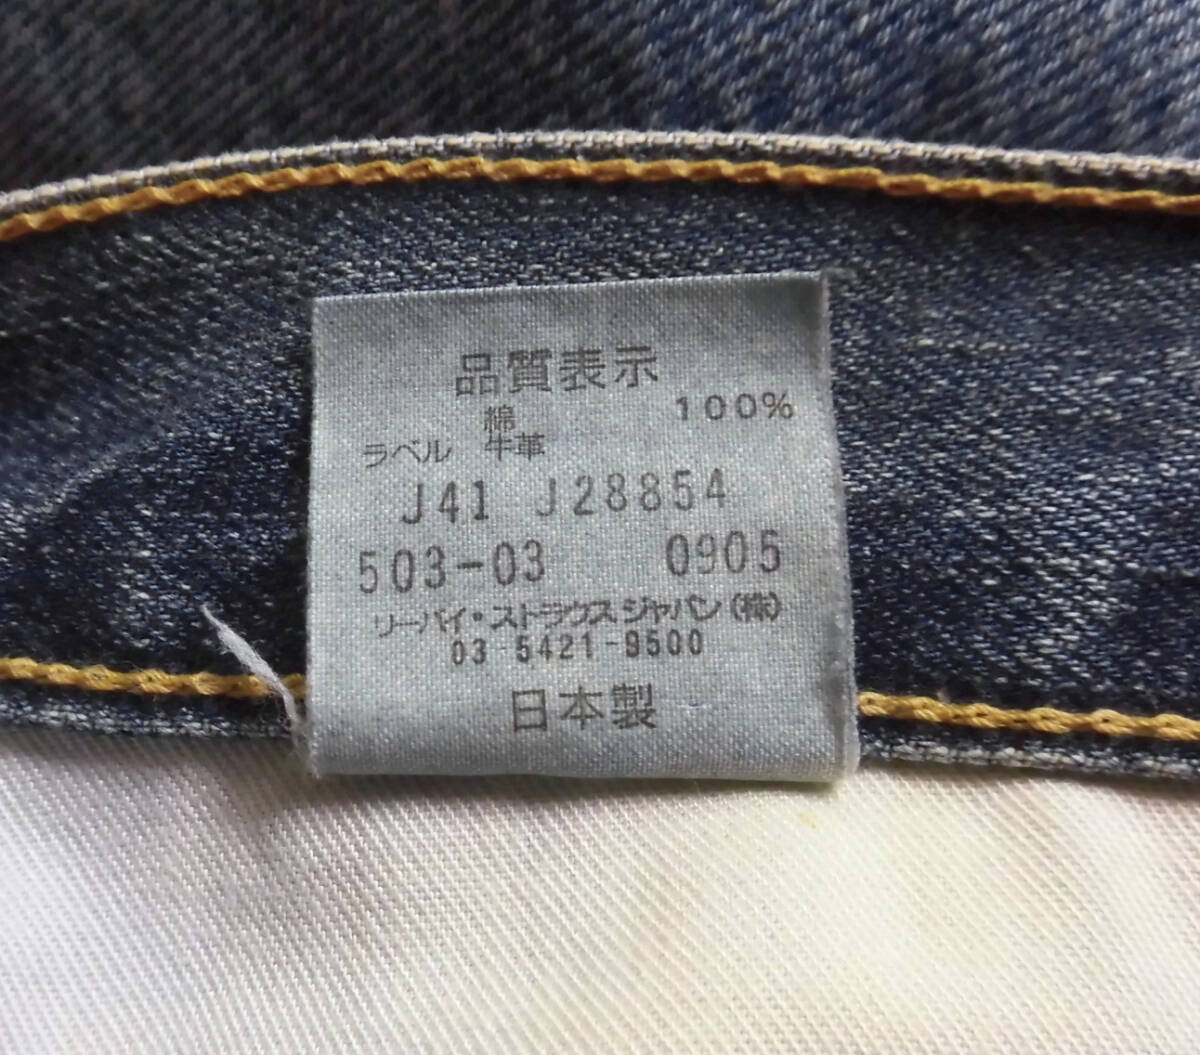 品質表示
綿 100%
ラベル 牛革
J41 J28854
503-03 0905
リーバイ・ストラウスジャパン(株)
03-5421-9500
日本製